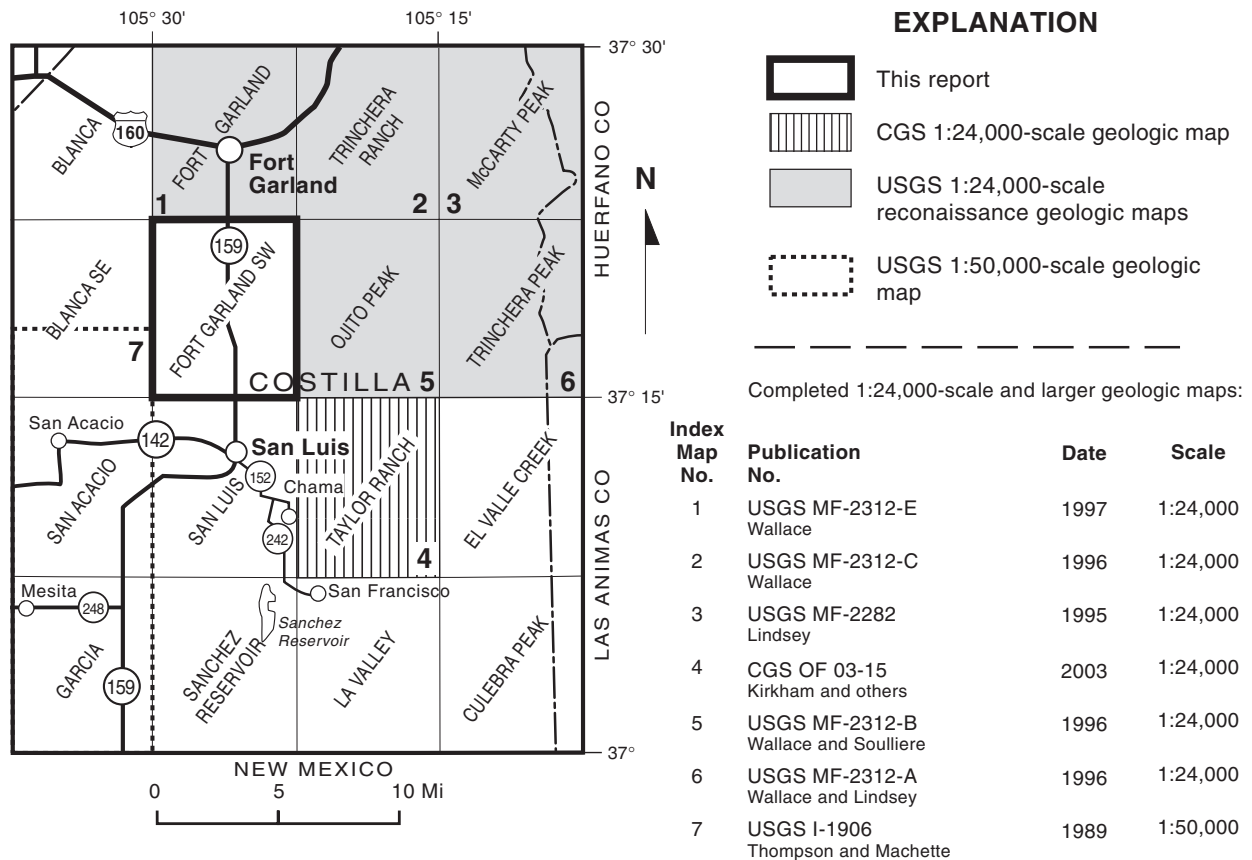 105° 30'
105° 15'
37° 30'
BLANCA
160
FORT GARLAND
Fort
Garland
TRINCHERA
RANCH
McCARTY PEAK
HUERFANO CO
1
2
3
159
BLANCA SE
FORT GARLAND SW
OJITO PEAK
TRINCHERA PEAK
7
COSTILLA
5
6
37° 15'
San Acacio
142
San Luis
SAN ACACIO
SAN LUIS
152
Chama
242
TAYLOR RANCH
4
EL VALLE CREEK
LAS ANIMAS CO
Mesita
248
San Francisco
Sanchez
Reservoir
GARCIA
159
SANCHEZ
RESERVOIR
LA VALLEY
CULEBRA PEAK
37°
NEW MEXICO
0 5 10 Mi
N
EXPLANATION
This report
CGS 1:24,000-scale geologic map
USGS 1:24,000-scale
reconaissance geologic maps
USGS 1:50,000-scale geologic
map
Completed 1:24,000-scale and larger geologic maps:
Index
Map
No.
Publication
No.
Date
Scale
1 USGS MF-2312-E 1997 1:24,000
Wallace
2 USGS MF-2312-C 1996 1:24,000
Wallace
3 USGS MF-2282 1995 1:24,000
Lindsey
4 CGS OF 03-15 2003 1:24,000
Kirkham and others
5 USGS MF-2312-B 1996 1:24,000
Wallace and Soulliere
6 USGS MF-2312-A 1996 1:24,000
Wallace and Lindsey
7 USGS I-1906 1989 1:50,000
Thompson and Machette